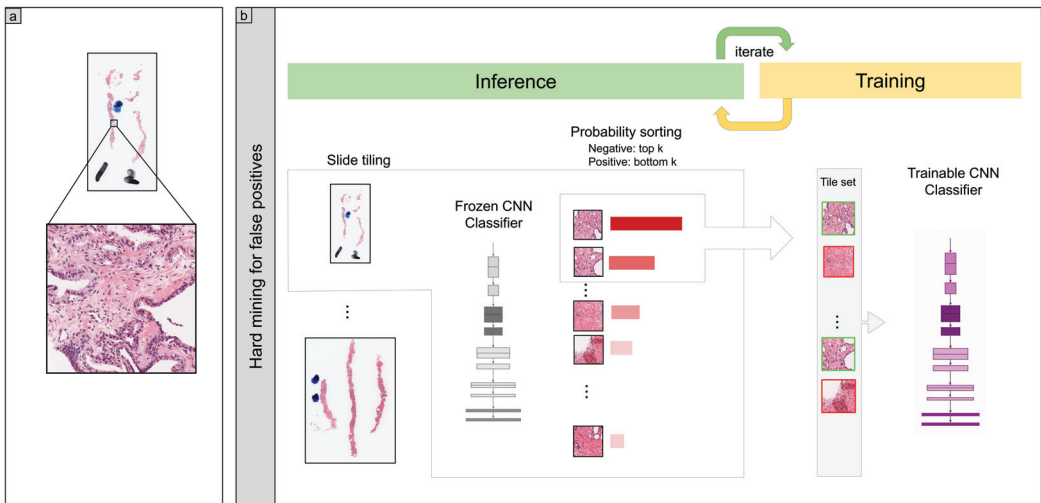 a
b
Hard mining for false positives
iterate
Inference
Training
Probability sorting
Negative: top k
Positive: bottom k
Slide tiling
Frozen CNN
Classifier
Tile set
Trainable CNN
Classifier